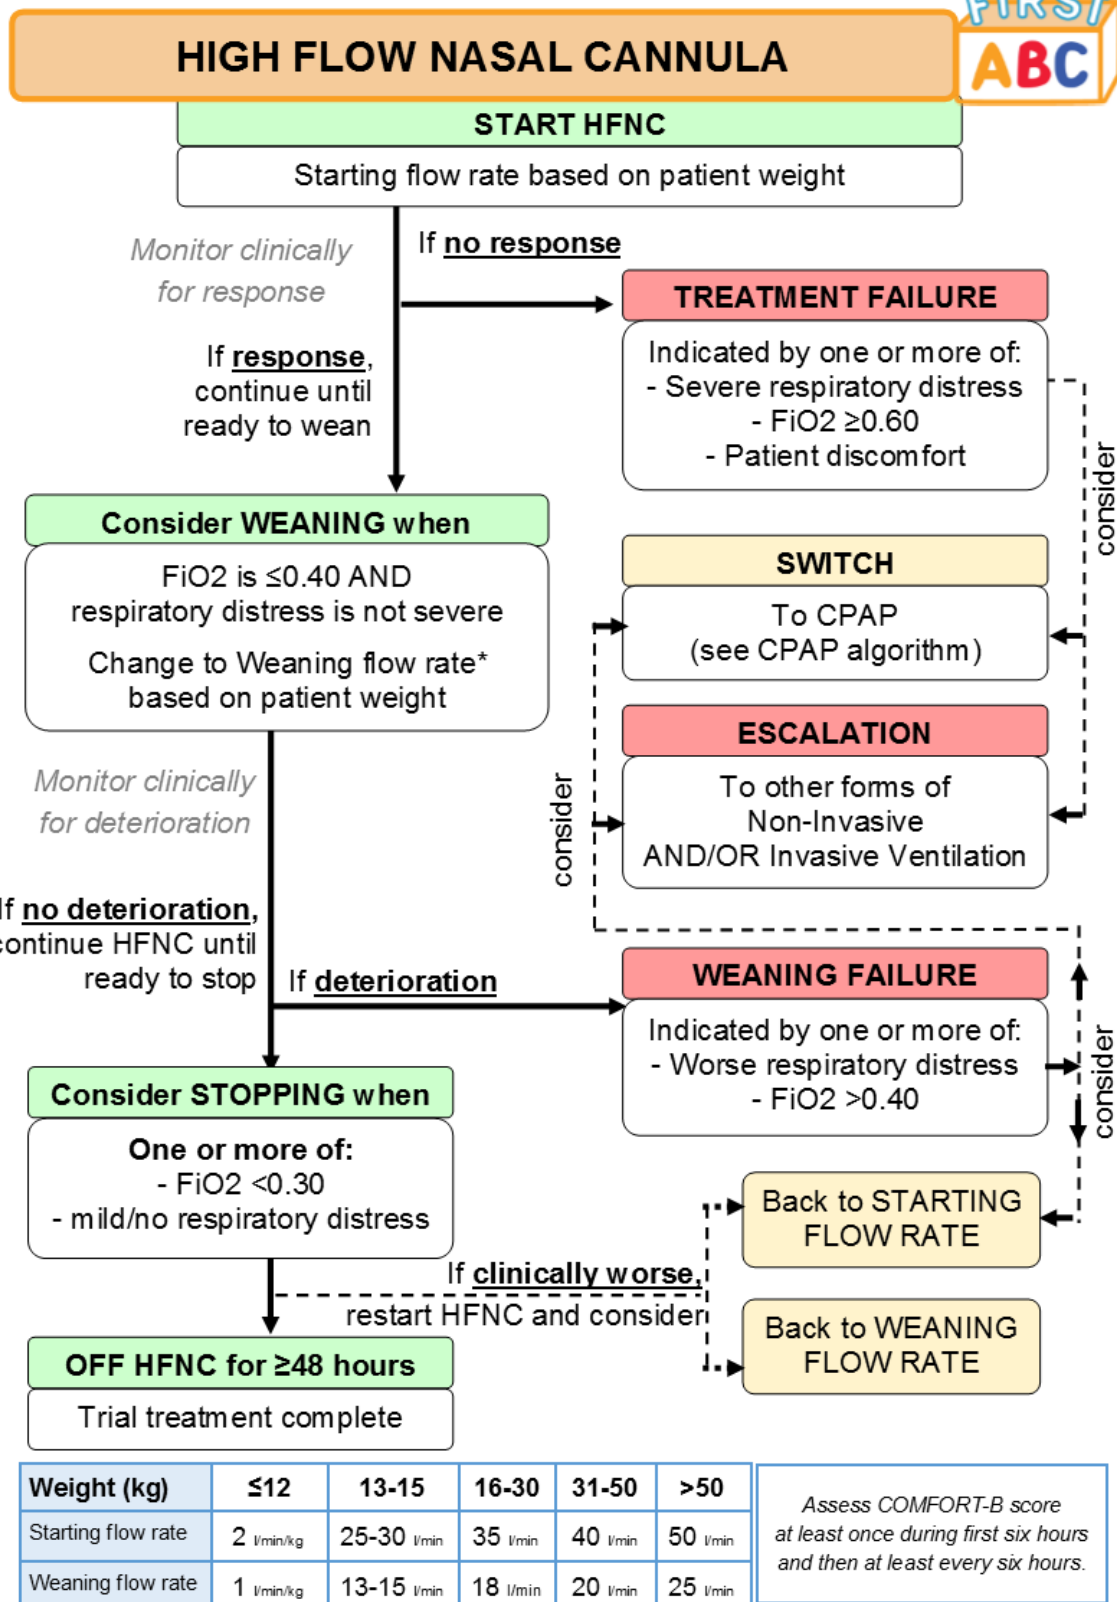 FIRST
ABC
HIGH FLOW NASAL CANNULA
START HFNC
Starting flow rate based on patient weight
Monitor clinically
for response
If no response
If response,
continue until
ready to wean
TREATMENT FAILURE
Indicated by one or more of:
- Severe respiratory distress
- FiO2 ≥0.60
- Patient discomfort
consider
Consider WEANING when
FiO2 is ≤0.40 AND
respiratory distress is not severe
Change to Weaning flow rate*
based on patient weight
SWITCH
To CPAP
(see CPAP algorithm)
ESCALATION
To other forms of
Non-Invasive
AND/OR Invasive Ventilation
consider
Monitor clinically
for deterioration
If no deterioration,
continue HFNC until
ready to stop
If deterioration
WEANING FAILURE
Indicated by one or more of:
- Worse respiratory distress
- FiO2 >0.40
consider
Consider STOPPING when
One or more of:
- FiO2 <0.30
- mild/no respiratory distress
Back to STARTING
FLOW RATE
If clinically worse,
restart HFNC and consider
Back to WEANING
FLOW RATE
OFF HFNC for ≥48 hours
Trial treatment complete
Weight (kg) ≤12 13-15 16-30 31-50 >50
Starting flow rate 2 l/min/kg 25-30 l/min 35 l/min 40 l/min 50 l/min
Weaning flow rate 1 l/min/kg 13-15 l/min 18 l/min 20 l/min 25 l/min
Assess COMFORT-B score
at least once during first six hours
and then at least every six hours.